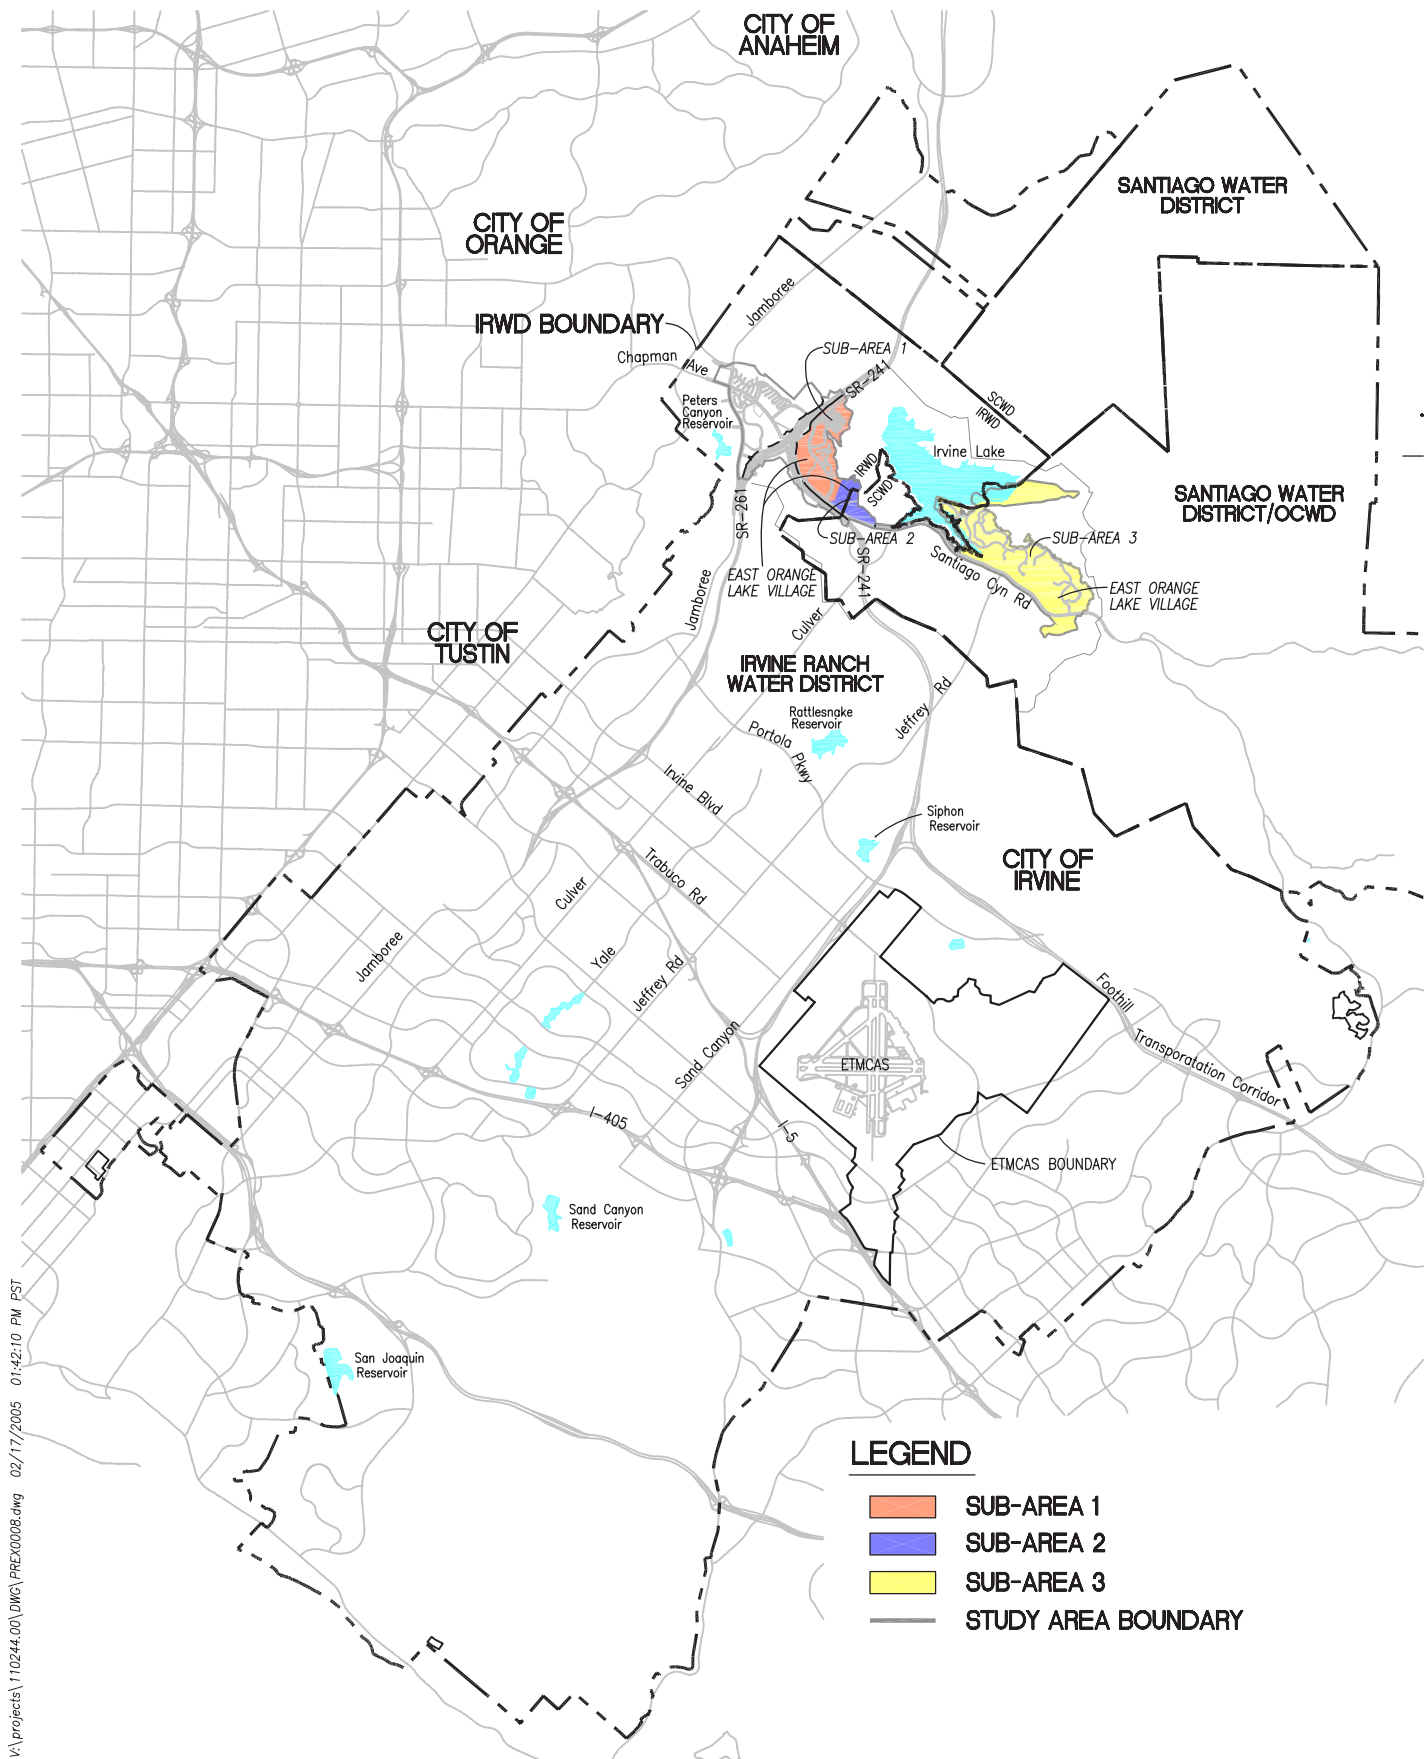 CITY OF
ANAHEIM
SANTIAGO WATER
DISTRICT
CITY OF
ORANGE
Jamboree
IRWD BOUNDARY
SUB-AREA 1
Chapman Ave
SR-241
Peters
Canyon
Reservoir
SCWD
IRWD
Irvine Lake
IRWD
SCWD
SANTIAGO WATER
DISTRICT/OCWD
SR-261
SUB-AREA 2
SUB-AREA 3
SR-241
Santiago Cyn Rd
EAST ORANGE
LAKE VILLAGE
EAST ORANGE
LAKE VILLAGE
Jamboree
Culver
CITY OF
TUSTIN
IRVINE RANCH
WATER DISTRICT
Jeffrey Rd
Rattlesnake
Reservoir
Portola Pkwy
Irvine Blvd
Siphon
Reservoir
CITY OF
IRVINE
Trabuco Rd
Culver
Jamboree
Yale
Jeffrey Rd
Foothill
Transporatation Corridor
Sand Canyon
ETMCAS
I-405
I-5
ETMCAS BOUNDARY
Sand Canyon
Reservoir
San Joaquin
Reservoir
LEGEND
SUB-AREA 1
SUB-AREA 2
SUB-AREA 3
STUDY AREA BOUNDARY
V:\projects\110244.00\DWG\PREX0008.dwg 02/17/2005 01:42:10 PM PST